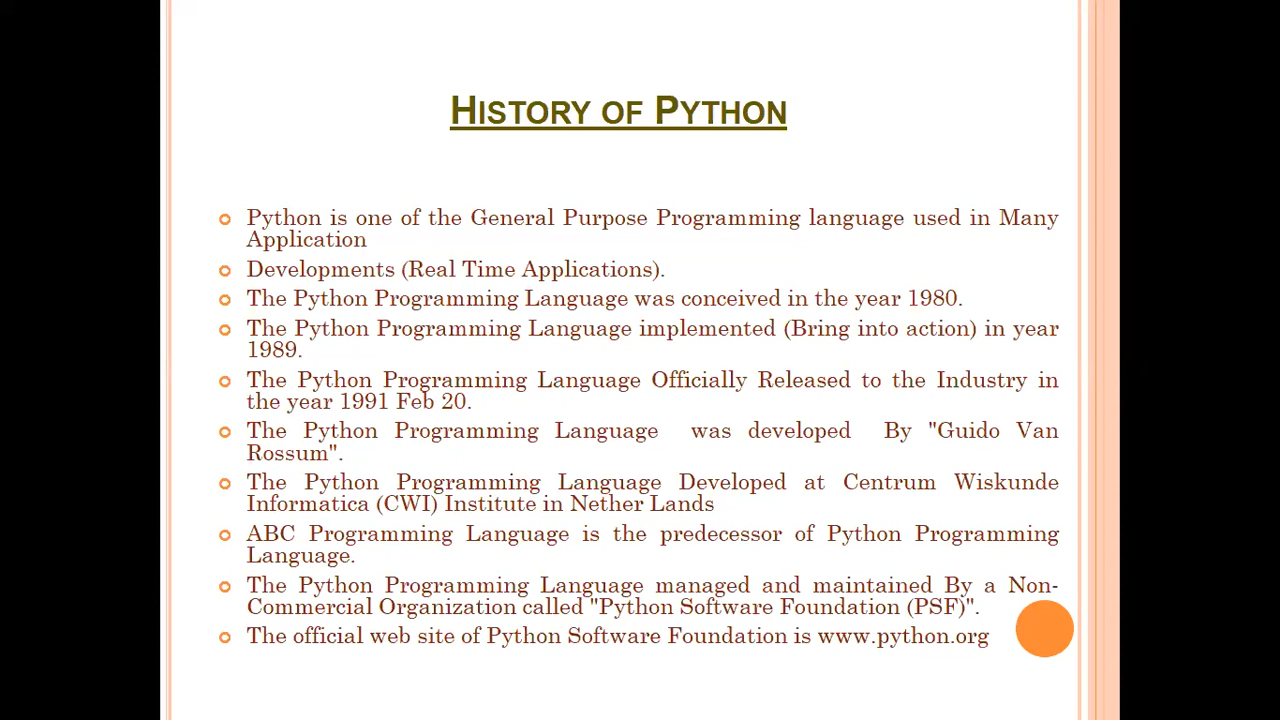 HISTORY OF PYTHON
Python is one of the General Purpose Programming language used in Many
Application
Developments (Real Time Applications).
The Python Programming Language was conceived in the year 1980.
The Python Programming Language implemented (Bring into action) in year
1989.
The Python Programming Language Officially Released to the Industry in
the year 1991 Feb 20.
The Python Programming Language was developed By "Guido Van
Rossum".
The Python Programming Language Developed at Centrum Wiskunde
Informatica (CWI) Institute in Nether Lands
ABC Programming Language is the predecessor of Python Programming
Language.
The Python Programming Language managed and maintained By a Non-
Commercial Organization called "Python Software Foundation (PSF)".
The official web site of Python Software Foundation is www.python.org